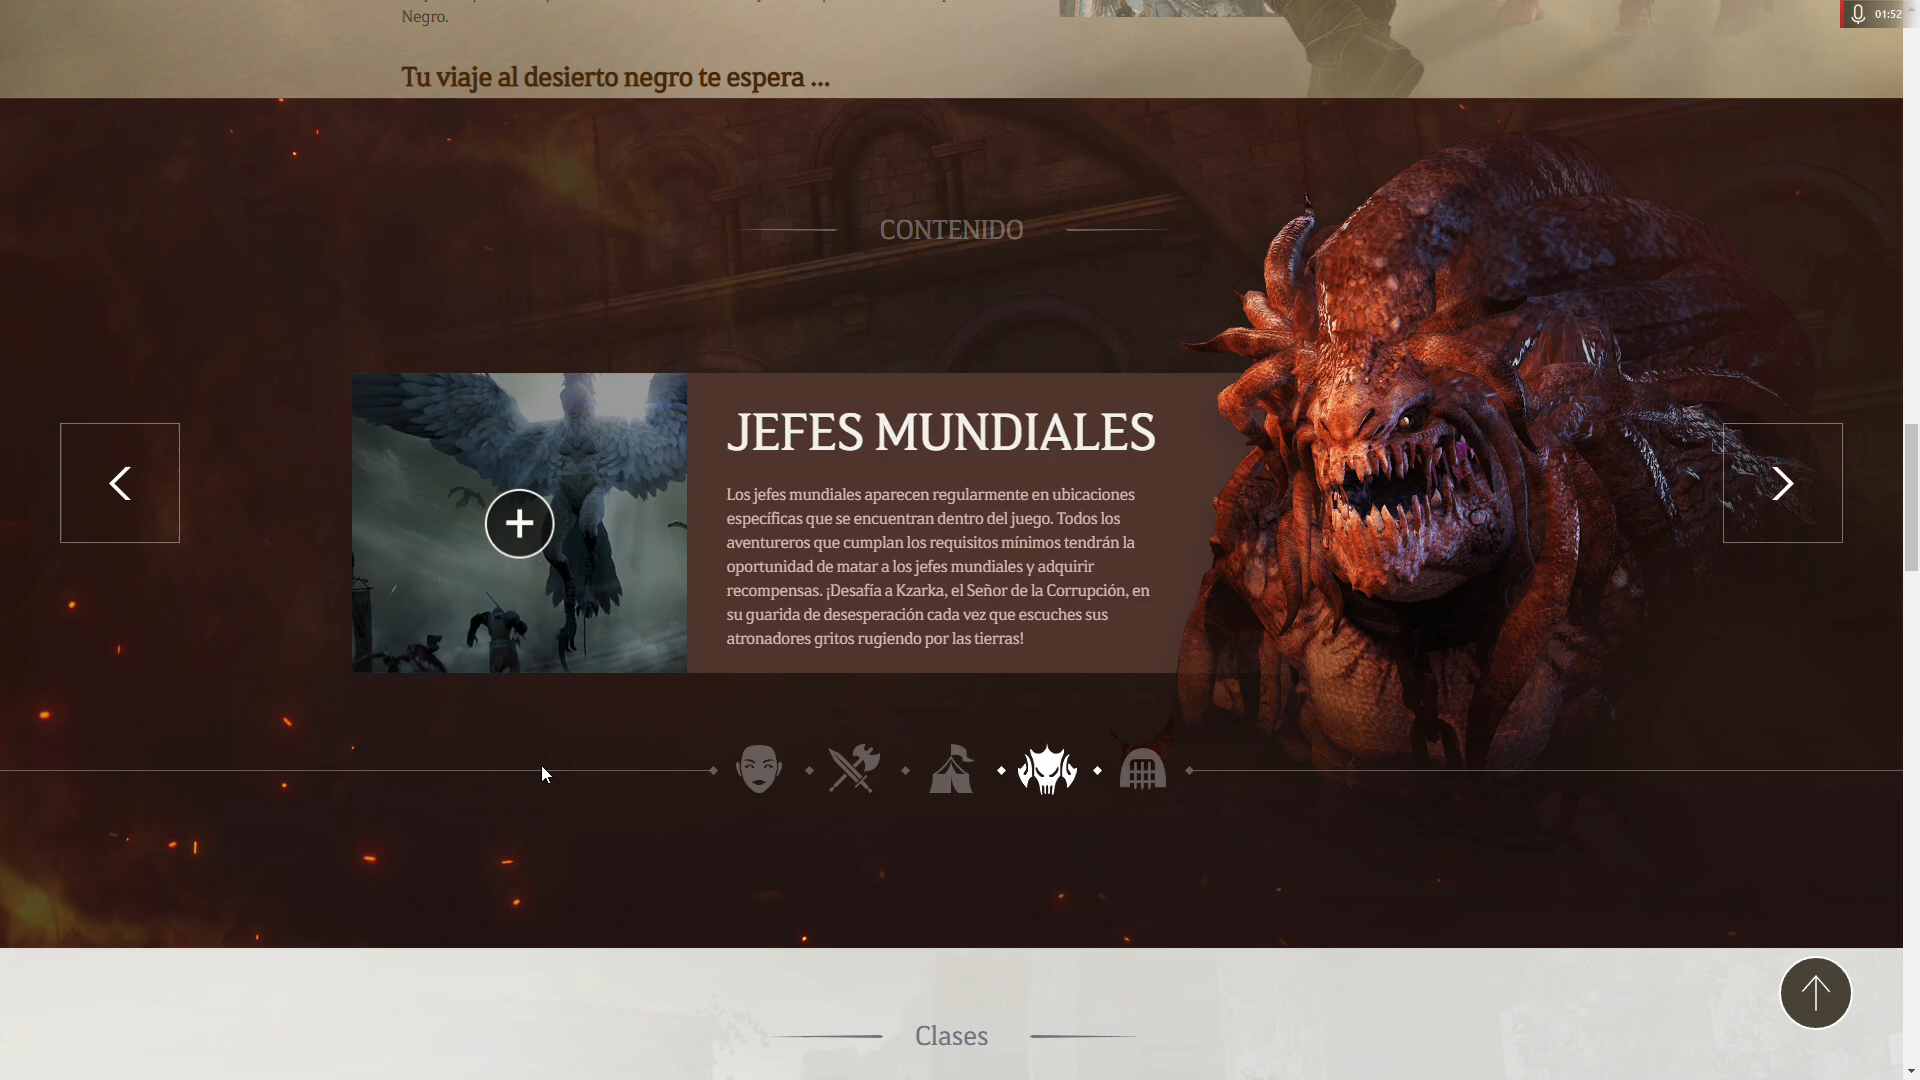 Negro.
01:52
Tu viaje al desierto negro te espera ...
CONTENIDO
JEFES MUNDIALES
Los jefes mundiales aparecen regularmente en ubicaciones
específicas que se encuentran dentro del juego. Todos los
aventureros que cumplan los requisitos mínimos tendrán la
oportunidad de matar a los jefes mundiales y adquirir
recompensas. ¡Desafía a Kzarka, el Señor de la Corrupción, en
su guarida de desesperación cada vez que escuches sus
atronadores gritos rugiendo por las tierras!
Clases